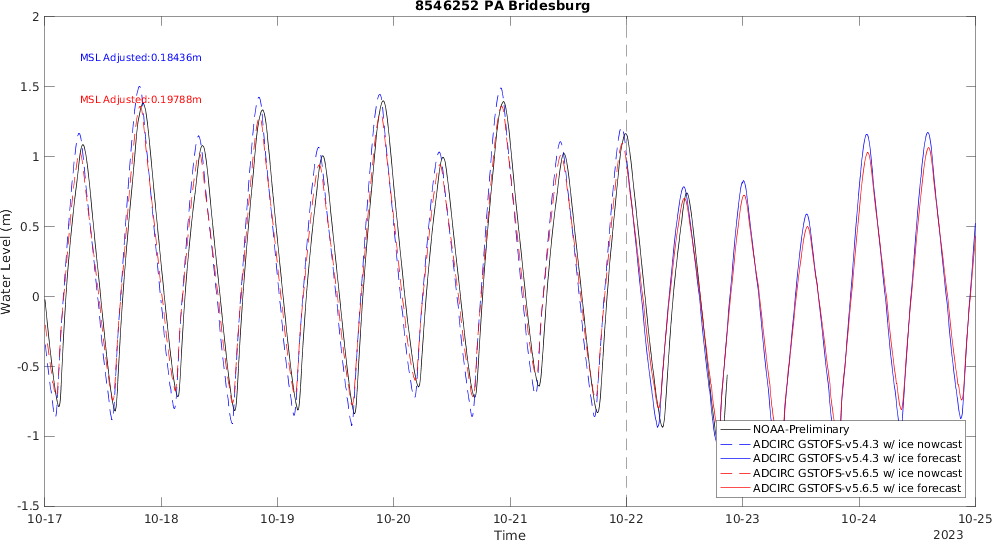 8546252 PA Bridesburg
2
1.5
1
0.5
0
-0.5
-1
-1.5
Water Level (m)
MSL Adjusted:0.18436m
MSL Adjusted:0.19788m
NOAA-Preliminary
ADCIRC GSTOFS-v5.4.3 w/ ice nowcast
ADCIRC GSTOFS-v5.4.3 w/ ice forecast
ADCIRC GSTOFS-v5.6.5 w/ ice nowcast
ADCIRC GSTOFS-v5.6.5 w/ ice forecast
10-17 10-18 10-19 10-20 10-21 10-22 10-23 10-24 10-25
Time
2023